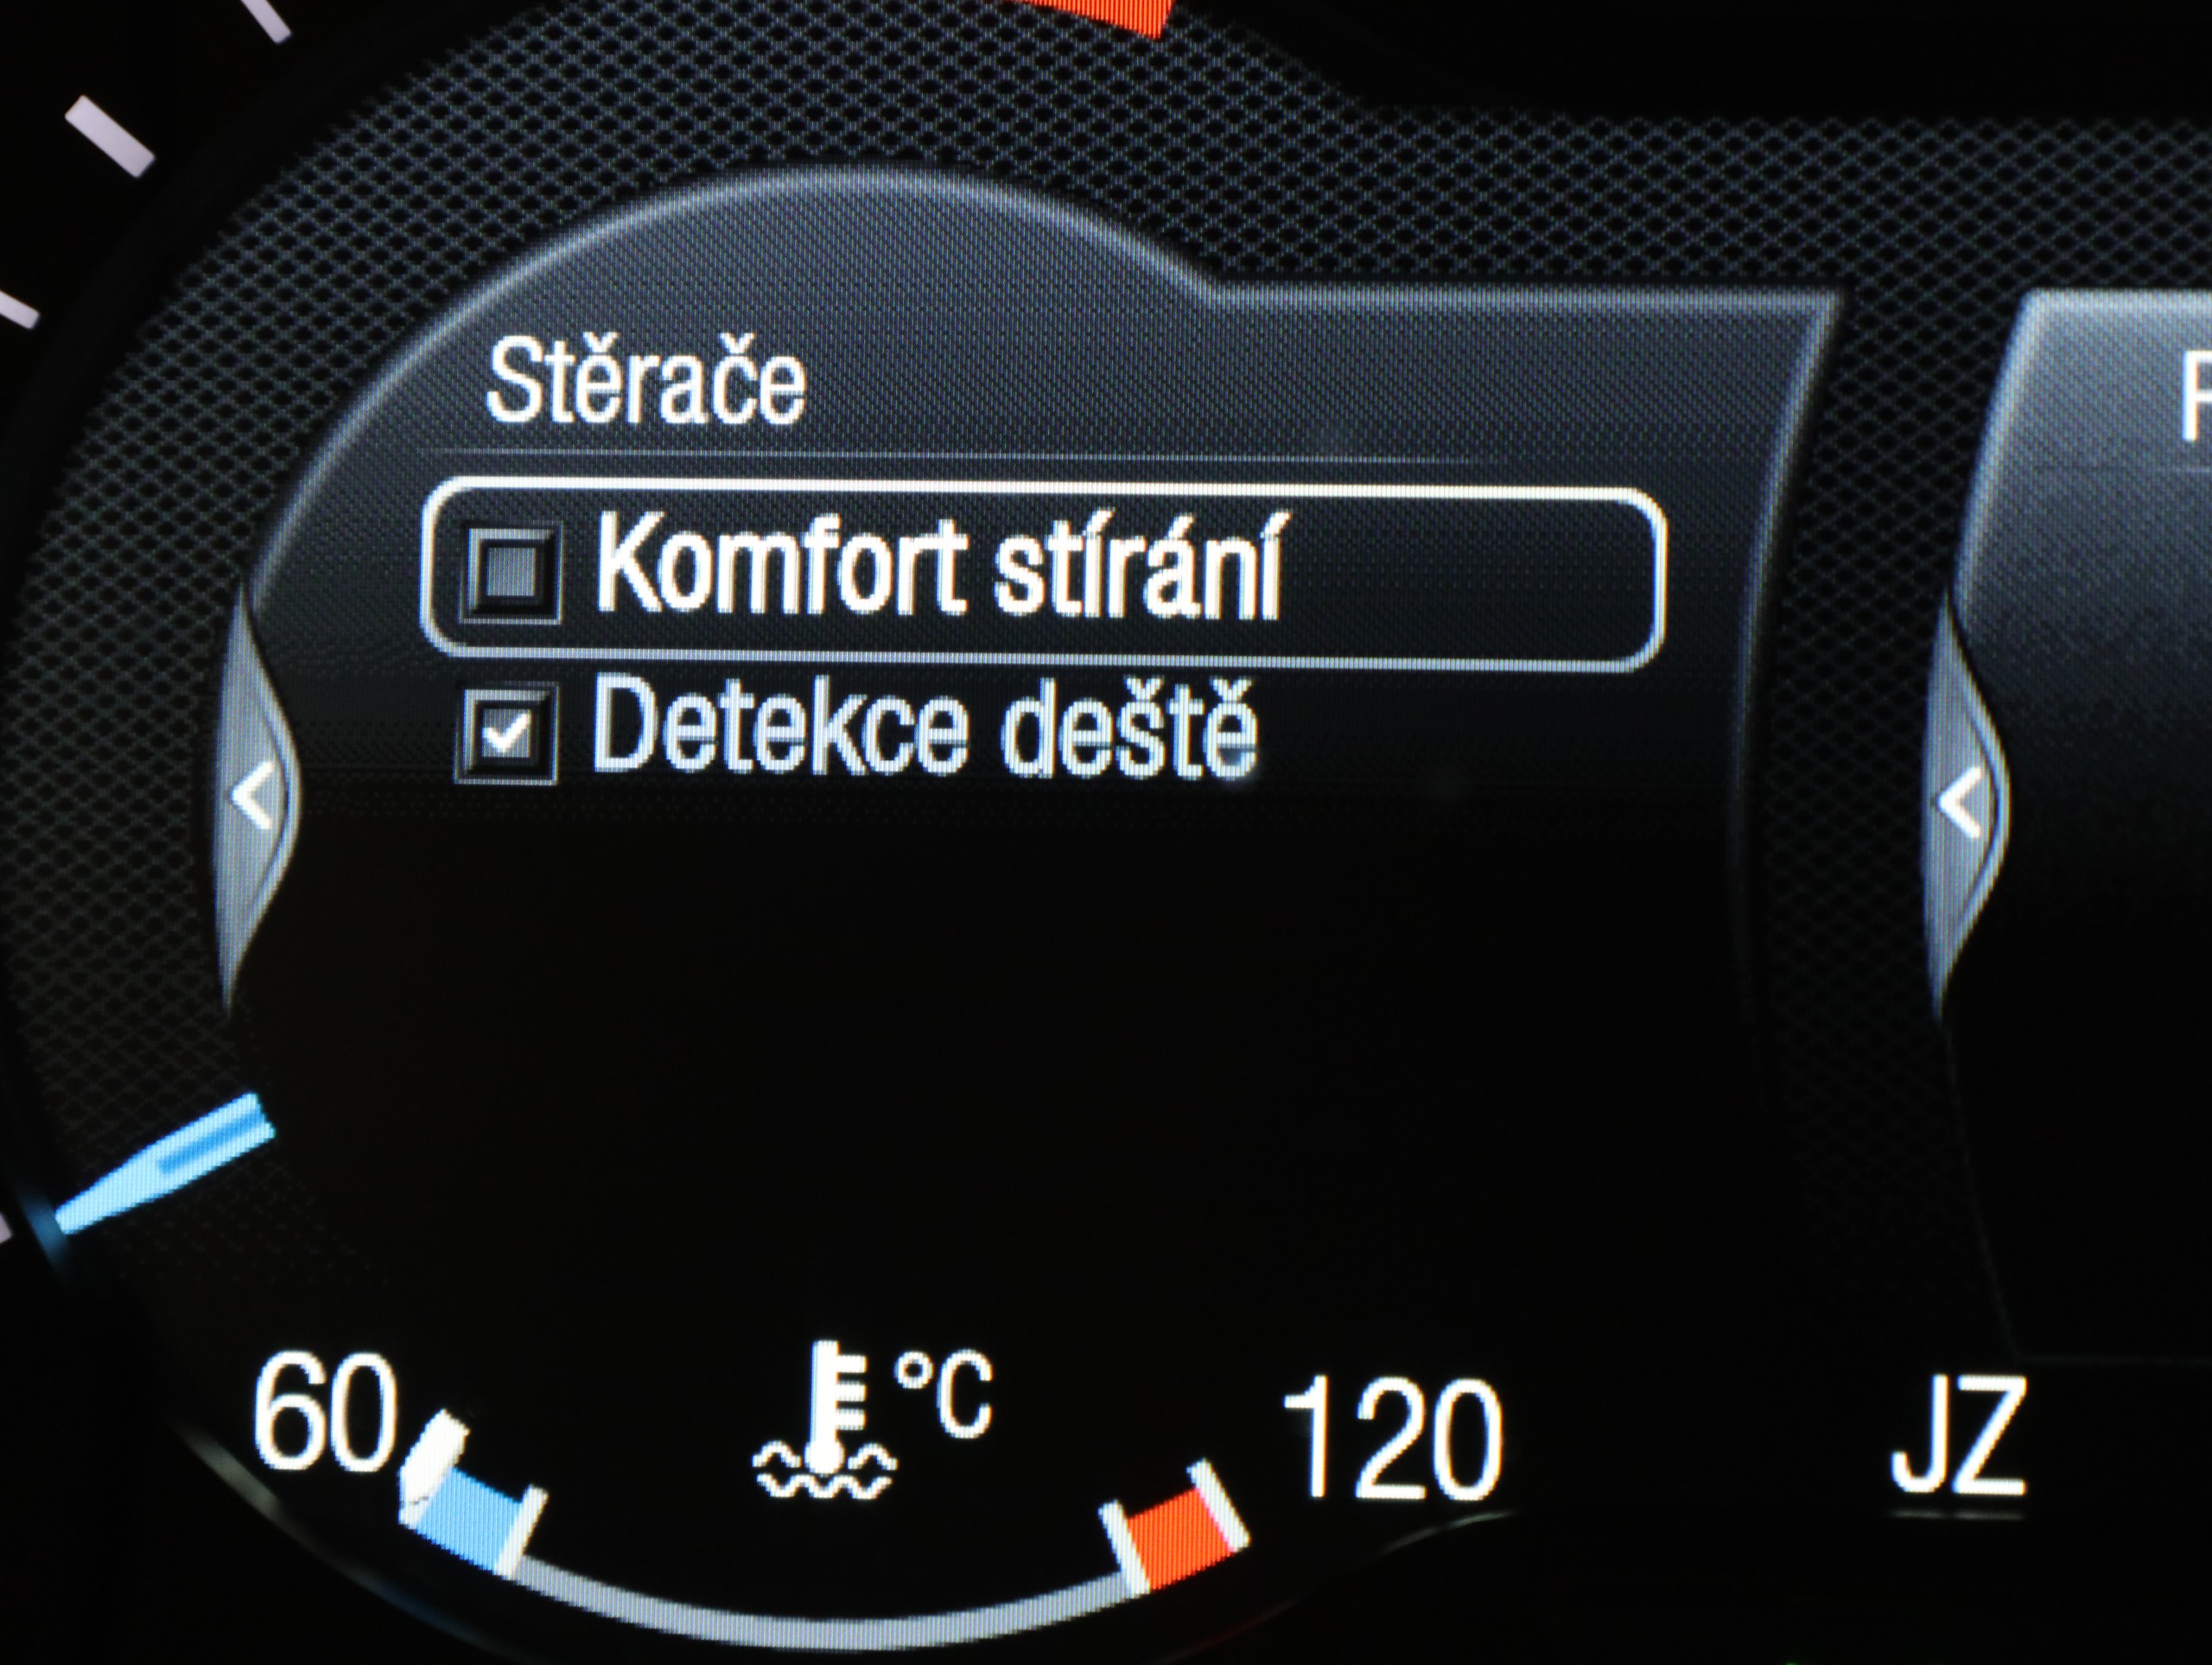 Stěrače
Komfort stírání
Detekce deště
60
°C
120
JZ